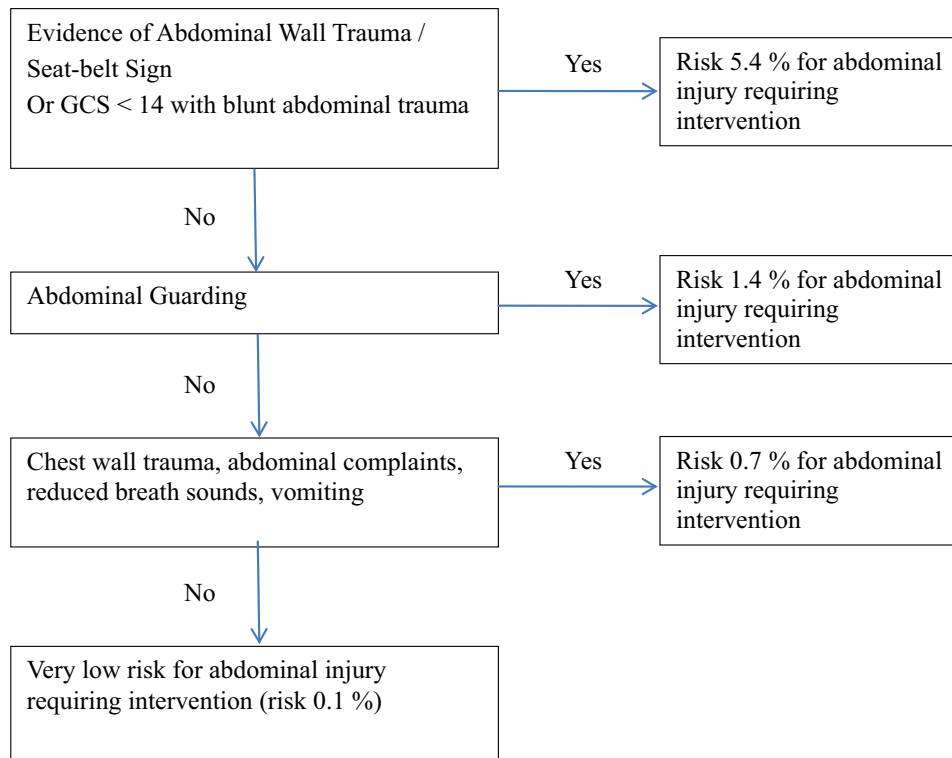 Evidence of Abdominal Wall Trauma /
Seat-belt Sign
Or GCS < 14 with blunt abdominal trauma
Yes
Risk 5.4 % for abdominal
injury requiring
intervention
No
Abdominal Guarding
Yes
Risk 1.4 % for abdominal
injury requiring
intervention
No
Chest wall trauma, abdominal complaints,
reduced breath sounds, vomiting
Yes
Risk 0.7 % for abdominal
injury requiring
intervention
No
Very low risk for abdominal injury
requiring intervention (risk 0.1 %)